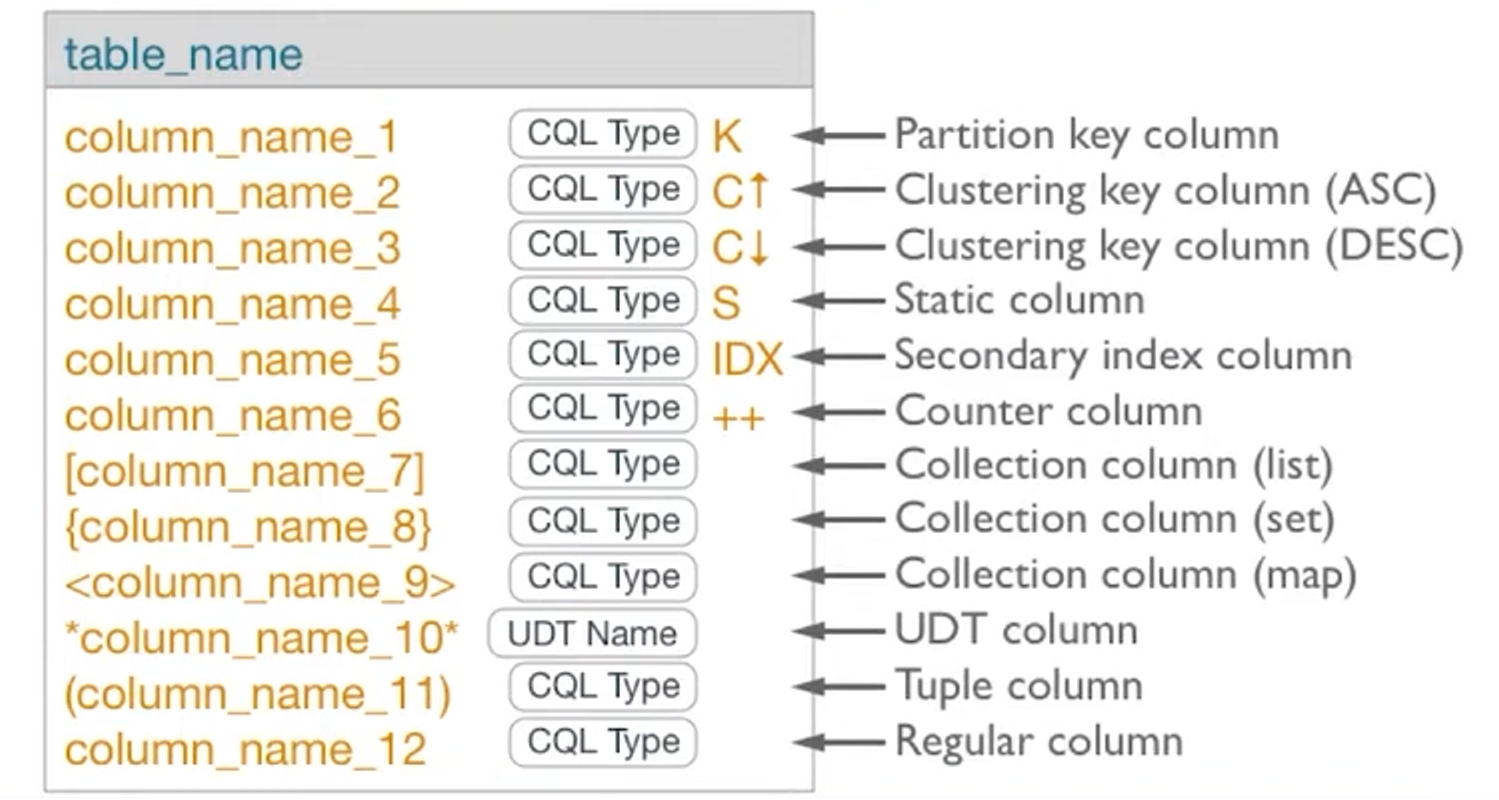 table_name
column_name_1 CQL Type K Partition key column
column_name_2 CQL Type C↑ Clustering key column (ASC)
column_name_3 CQL Type C↓ Clustering key column (DESC)
column_name_4 CQL Type S Static column
column_name_5 CQL Type IDX Secondary index column
column_name_6 CQL Type ++ Counter column
[column_name_7] CQL Type Collection column (list)
{column_name_8} CQL Type Collection column (set)
<column_name_9> CQL Type Collection column (map)
*column_name_10* UDT Name UDT column
(column_name_11) CQL Type Tuple column
column_name_12 CQL Type Regular column